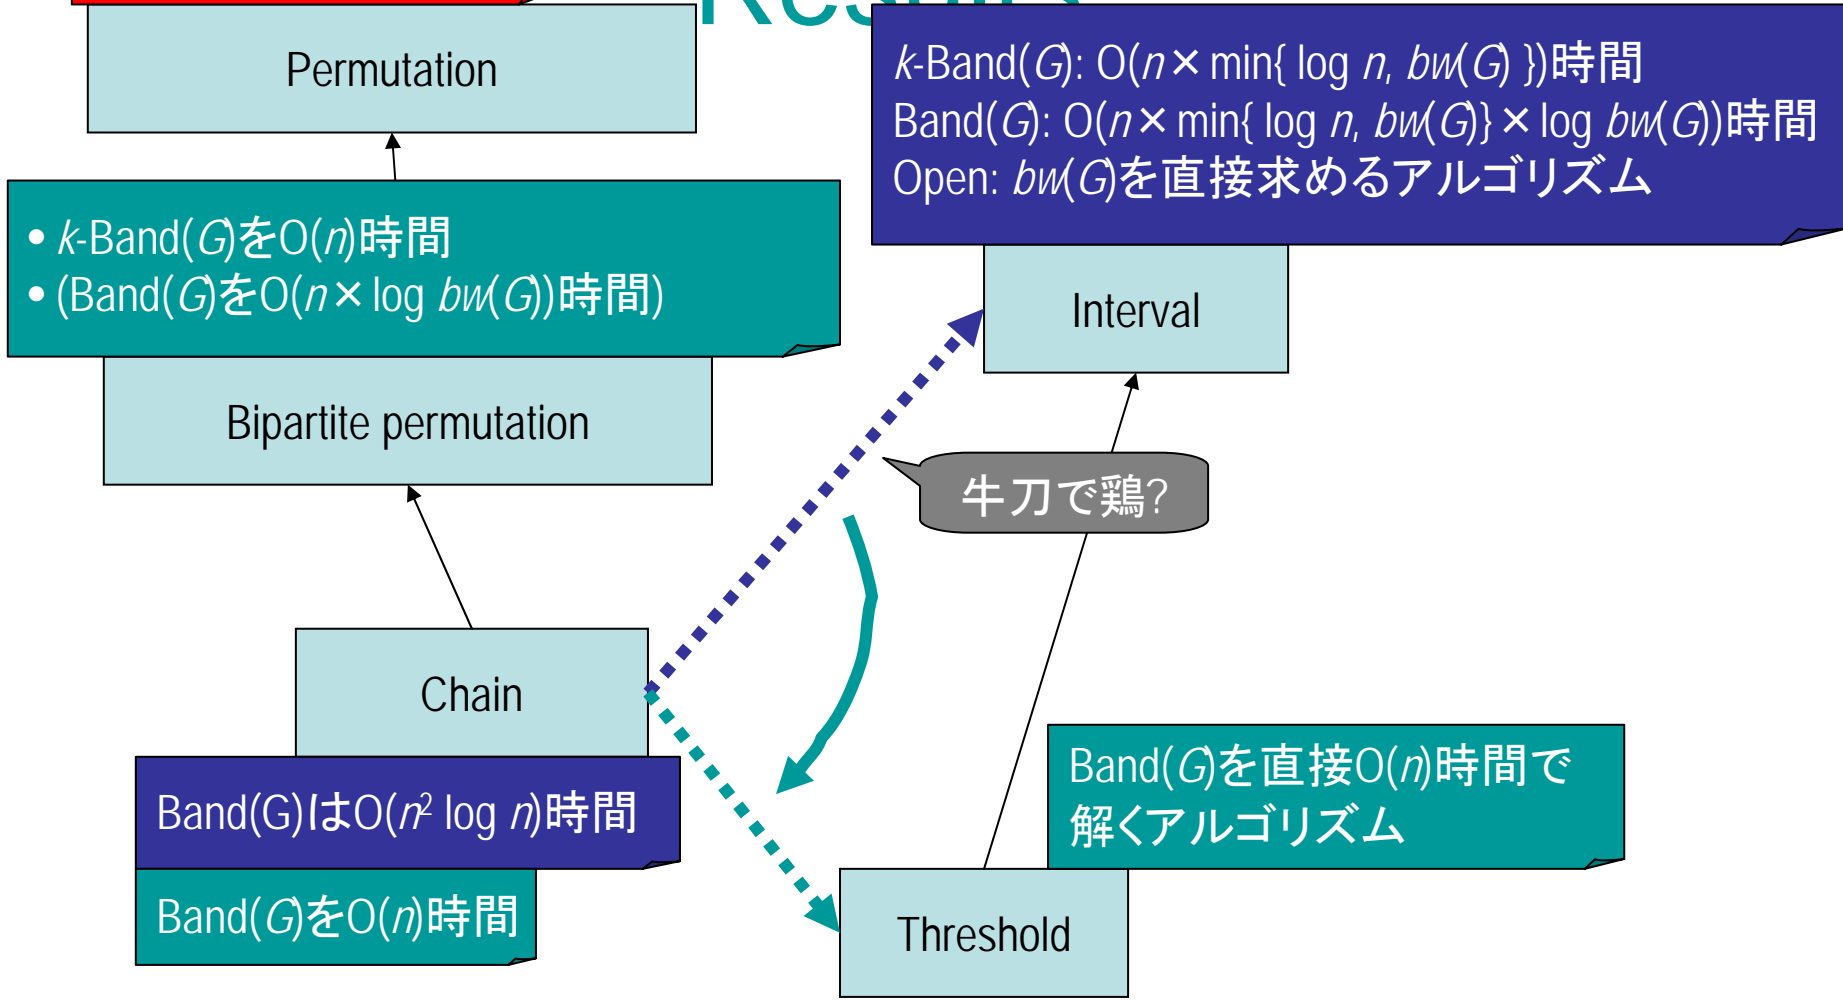 Results
Permutation
k-Band(G): O(n×min{ log n, bw(G) })時間
Band(G): O(n×min{ log n, bw(G)}×log bw(G))時間
Open: bw(G)を直接求めるアルゴリズム
• k-Band(G)をO(n)時間
• (Band(G)をO(n×log bw(G))時間)
Interval
Bipartite permutation
牛刀で鶏?
Chain
Band(G)はO(n² log n)時間
Band(G)をO(n)時間
Band(G)を直接O(n)時間で
解くアルゴリズム
Threshold